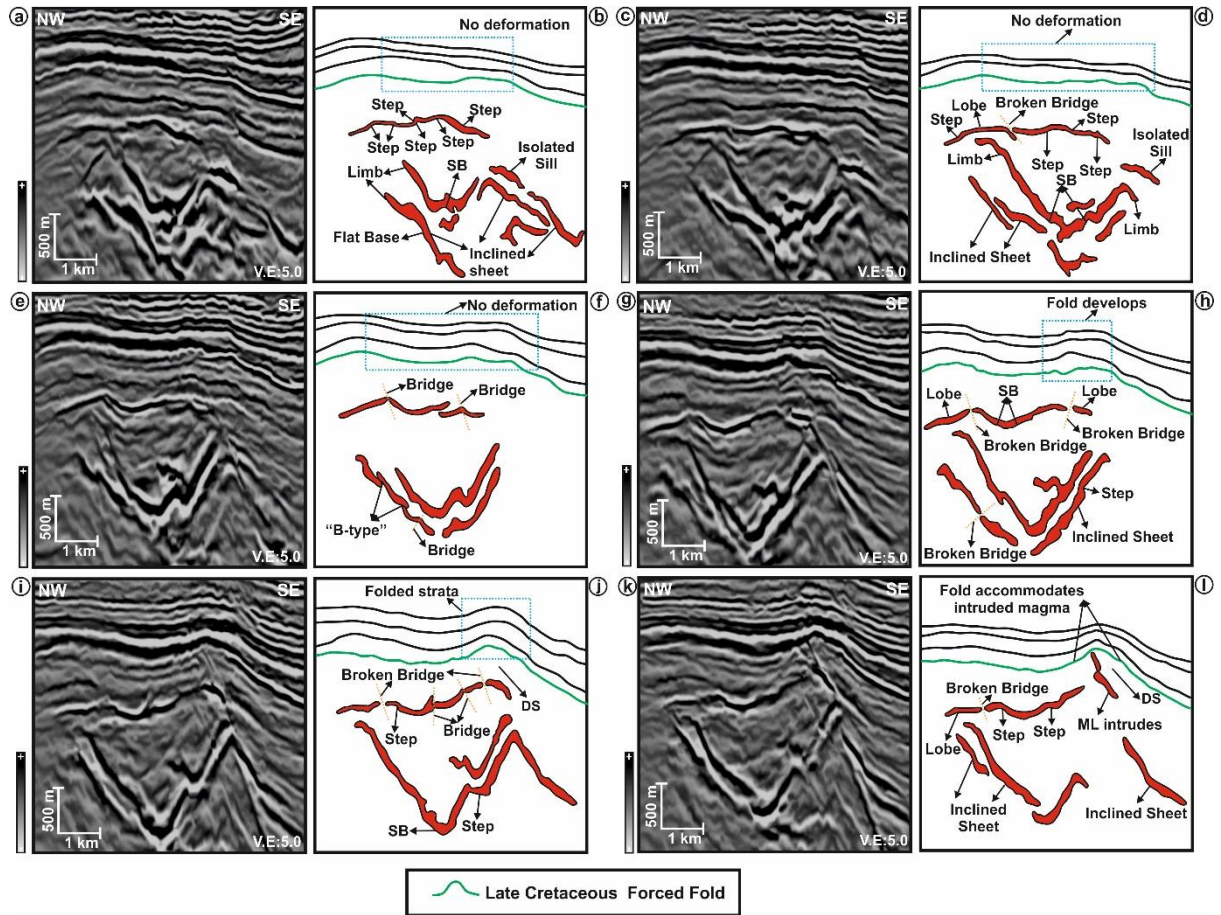 a
NW
SE
+
500 m
1 km
V.E:5.0
b
No deformation
Step
Step
Step
Step
Step
Step
Step
Isolated
Sill
Limb
SB
Flat Base
Inclined
sheet
c
NW
SE
+
500 m
1 km
V.E:5.0
d
No deformation
Lobe
Broken Bridge
Step
Step
Isolated
Sill
Limb
Step
Step
SB
Limb
Inclined Sheet
e
NW
SE
+
500 m
1 km
V.E:5.0
f
No deformation
Bridge
Bridge
“B-type”
Bridge
g
NW
SE
+
500 m
1 km
V.E:5.0
h
Fold develops
Lobe
SB
Lobe
Broken Bridge
Broken Bridge
Step
Inclined Sheet
Broken Bridge
i
NW
SE
+
500 m
1 km
V.E:5.0
j
Folded strata
Broken Bridge
DS
Step
Bridge
SB
Step
k
NW
SE
+
500 m
1 km
V.E:5.0
l
Fold accommodates
intruded magma
Broken Bridge
DS
Step
Step
ML intrudes
Lobe
Inclined
Sheet
Inclined Sheet
Late Cretaceous Forced Fold